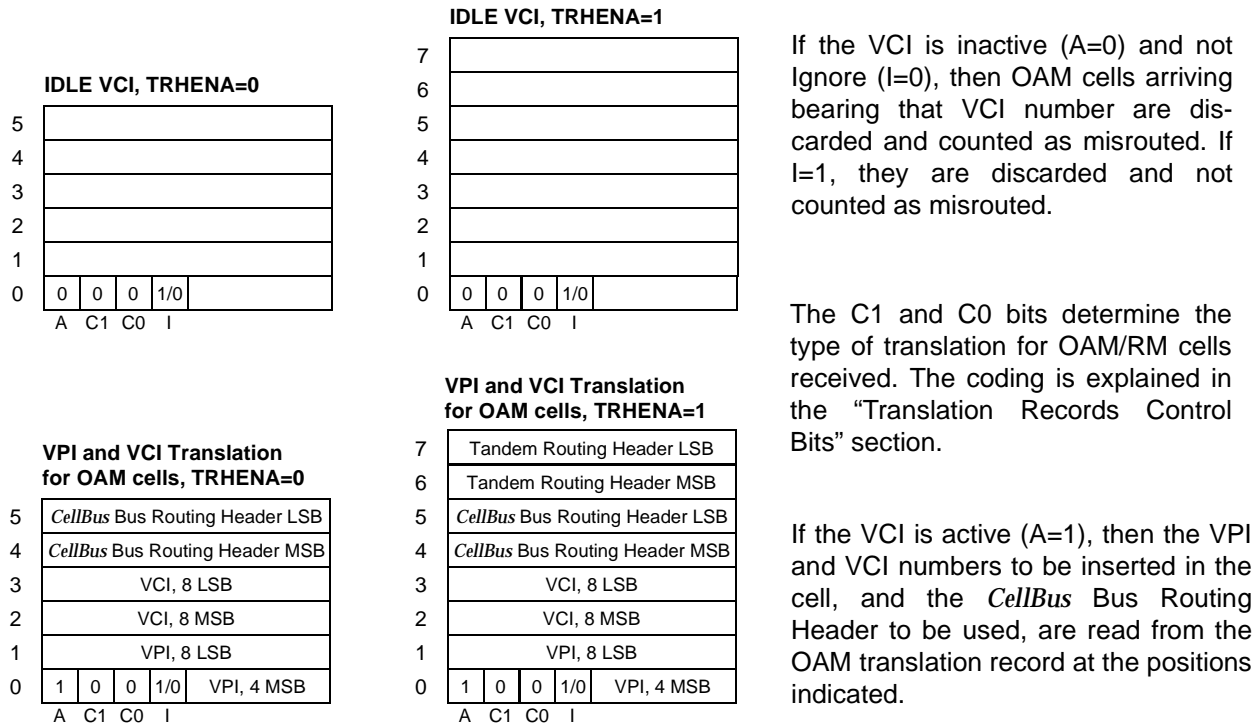 IDLE VCI, TRHENA=0
5
4
3
2
1
0 0 0 0 1/0
A C1 C0 I
IDLE VCI, TRHENA=1
7
6
5
4
3
2
1
0 0 0 0 1/0
A C1 C0 I
If the VCI is inactive (A=0) and not
Ignore (I=0), then OAM cells arriving
bearing that VCI number are dis-
carded and counted as misrouted. If
I=1, they are discarded and not
counted as misrouted.
The C1 and C0 bits determine the
type of translation for OAM/RM cells
received. The coding is explained in
the “Translation Records Control
Bits” section.
VPI and VCI Translation
for OAM cells, TRHENA=0
5 CellBus Bus Routing Header LSB
4 CellBus Bus Routing Header MSB
3 VCI, 8 LSB
2 VCI, 8 MSB
1 VPI, 8 LSB
0 1 0 0 1/0 VPI, 4 MSB
A C1 C0 I
VPI and VCI Translation
for OAM cells, TRHENA=1
7 Tandem Routing Header LSB
6 Tandem Routing Header MSB
5 CellBus Bus Routing Header LSB
4 CellBus Bus Routing Header MSB
3 VCI, 8 LSB
2 VCI, 8 MSB
1 VPI, 8 LSB
0 1 0 0 1/0 VPI, 4 MSB
A C1 C0 I
If the VCI is active (A=1), then the VPI
and VCI numbers to be inserted in the
cell, and the CellBus Bus Routing
Header to be used, are read from the
OAM translation record at the positions
indicated.